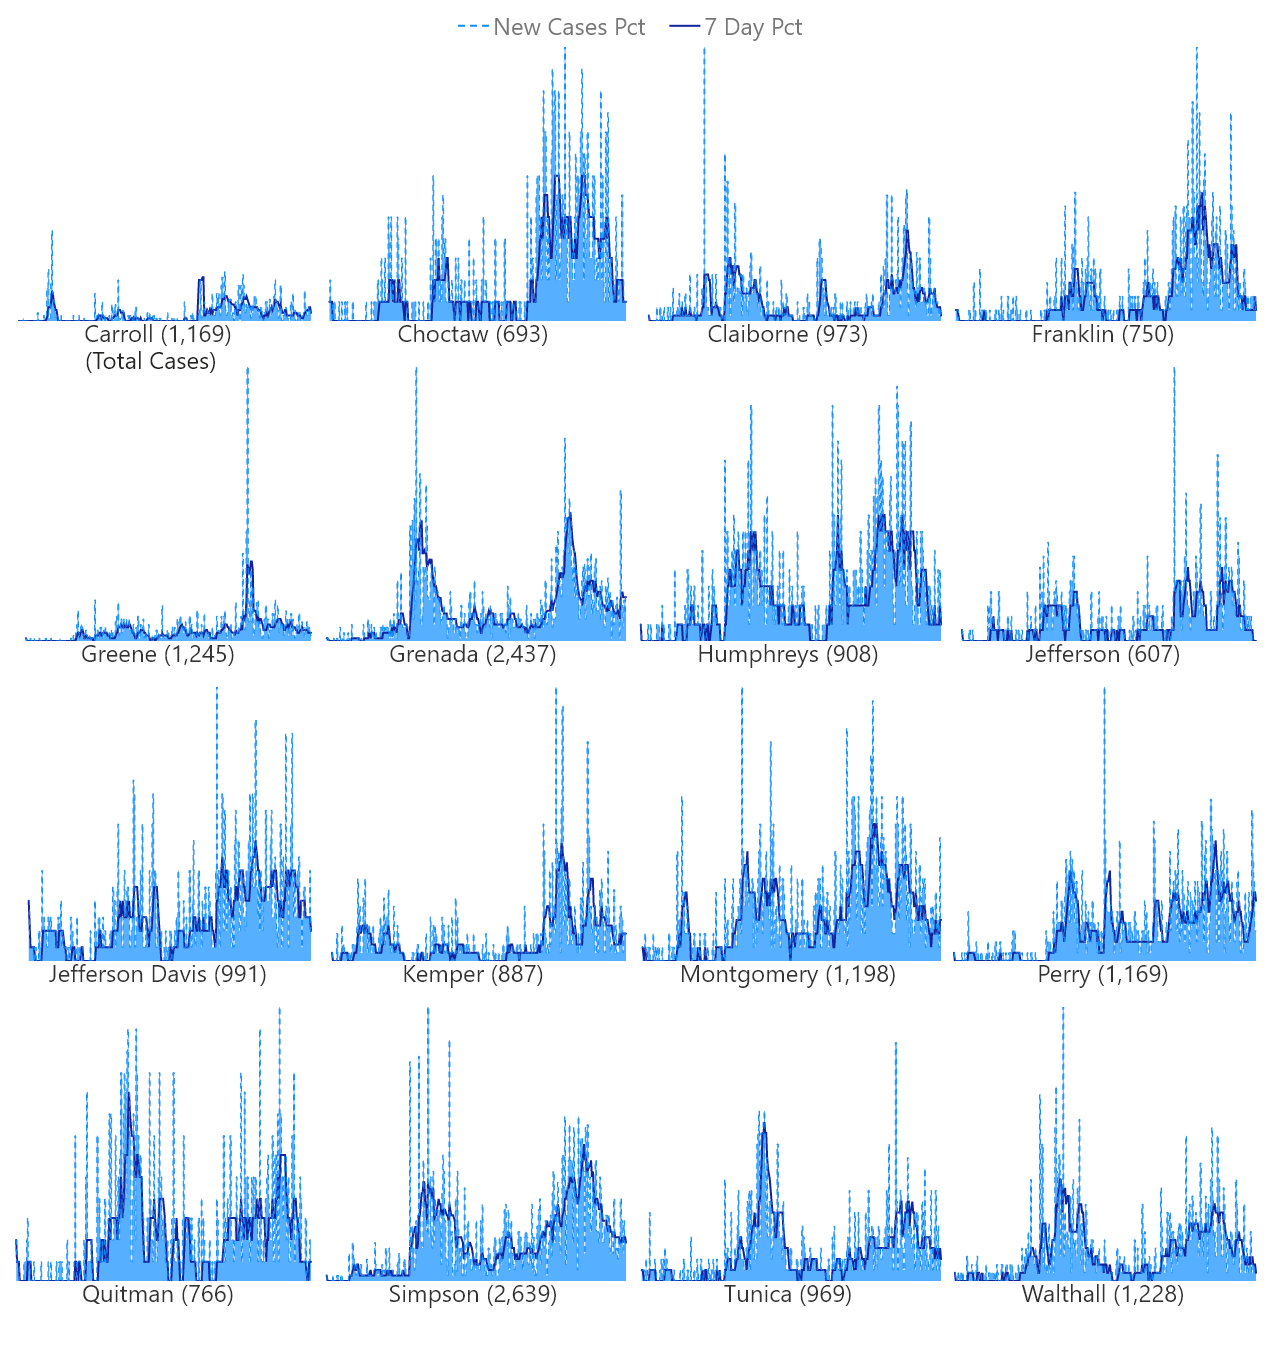 New Cases Pct 7 Day Pct
Carroll (1,169) Choctaw (693) Claiborne (973) Franklin (750)
(Total Cases)
Greene (1,245) Grenada (2,437) Humphreys (908) Jefferson (607)
Jefferson Davis (991) Kemper (887) Montgomery (1,198) Perry (1,169)
Quitman (766) Simpson (2,639) Tunica (969) Walthall (1,228)